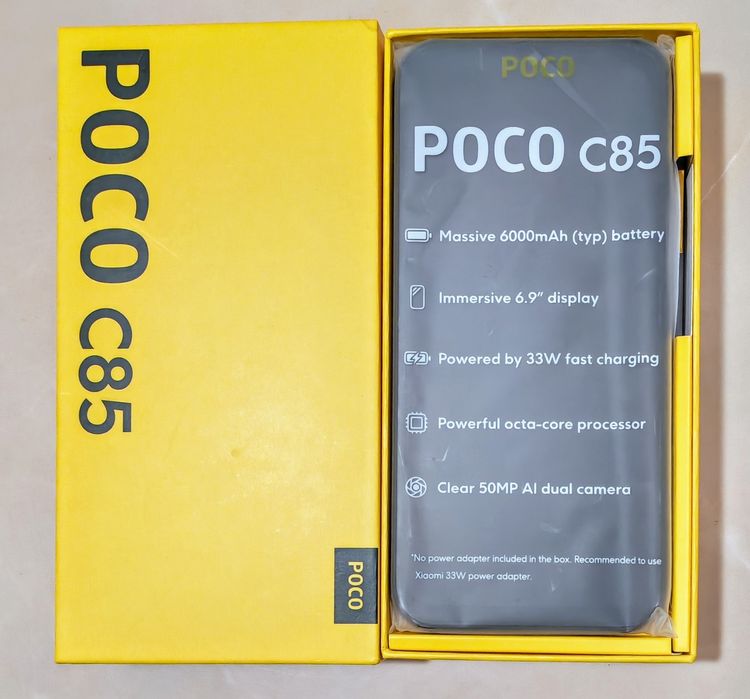 POCO C85
POCO
POCO
POCO C85
Massive 6000mAh (typ) battery
Immersive 6.9” display
Powered by 33W fast charging
Powerful octa-core processor
Clear 50MP AI dual camera
*No power adapter included in the box. Recommended to use
Xiaomi 33W power adapter.